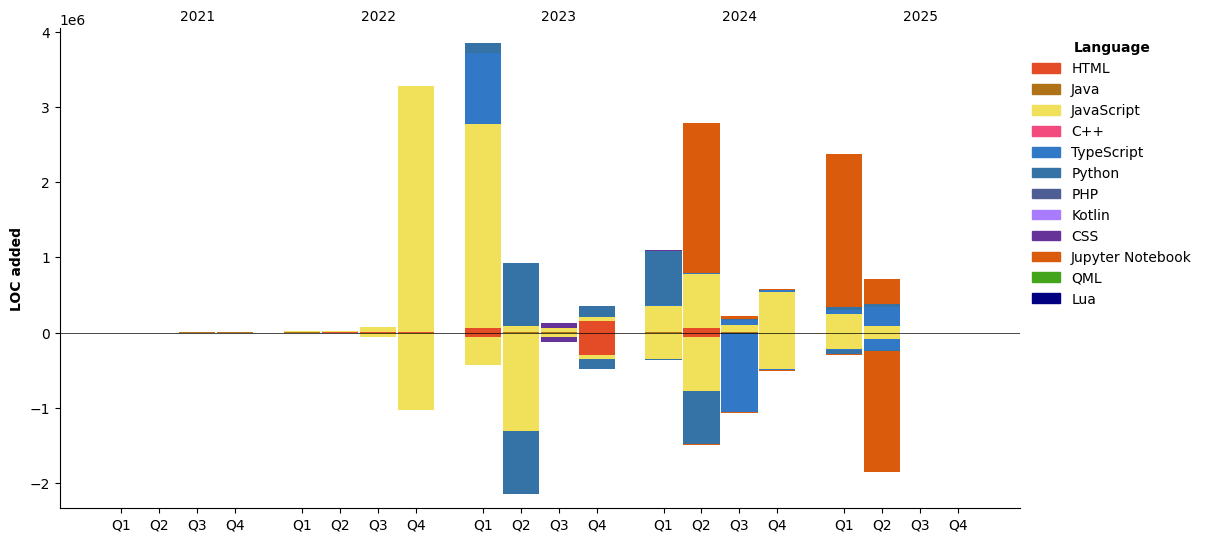 2021 2022 2023 2024 2025
1e6
4
3
2
1
0
−1
−2
LOC added
Q1 Q2 Q3 Q4 Q1 Q2 Q3 Q4 Q1 Q2 Q3 Q4 Q1 Q2 Q3 Q4 Q1 Q2 Q3 Q4
Language
HTML
Java
JavaScript
C++
TypeScript
Python
PHP
Kotlin
CSS
Jupyter Notebook
QML
Lua